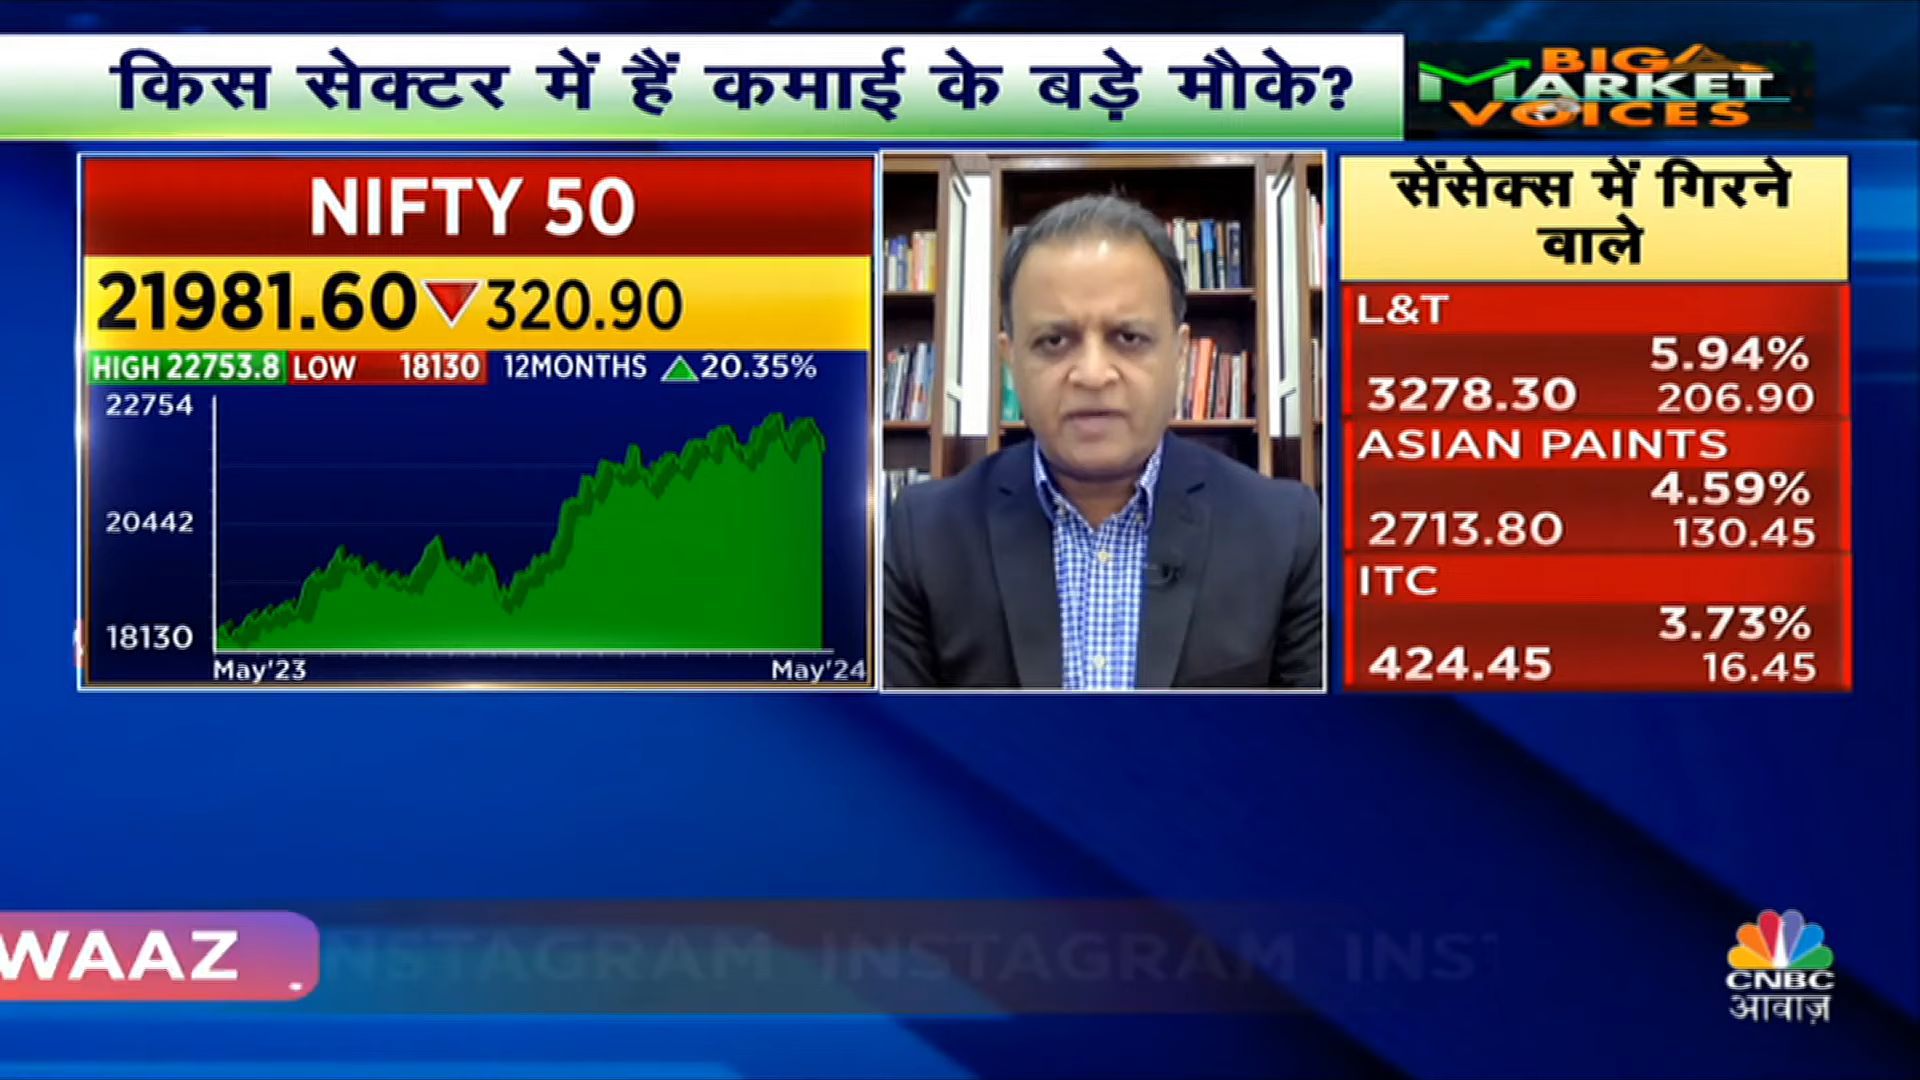 किस सेक्टर में हैं कमाई के बड़े मौके?
BIG
MARKET
VOICES
NIFTY 50
21981.60 320.90
HIGH 22753.8 LOW 18130 12MONTHS 20.35%
22754
20442
18130
May'23 May'24
सेंसेक्स में गिरने
वाले
L&T
5.94%
3278.30 206.90
ASIAN PAINTS
4.59%
2713.80 130.45
ITC
3.73%
424.45 16.45
WAAZ
INSTAGRAM INSTAGRAM INST
CNBC
आवाज़